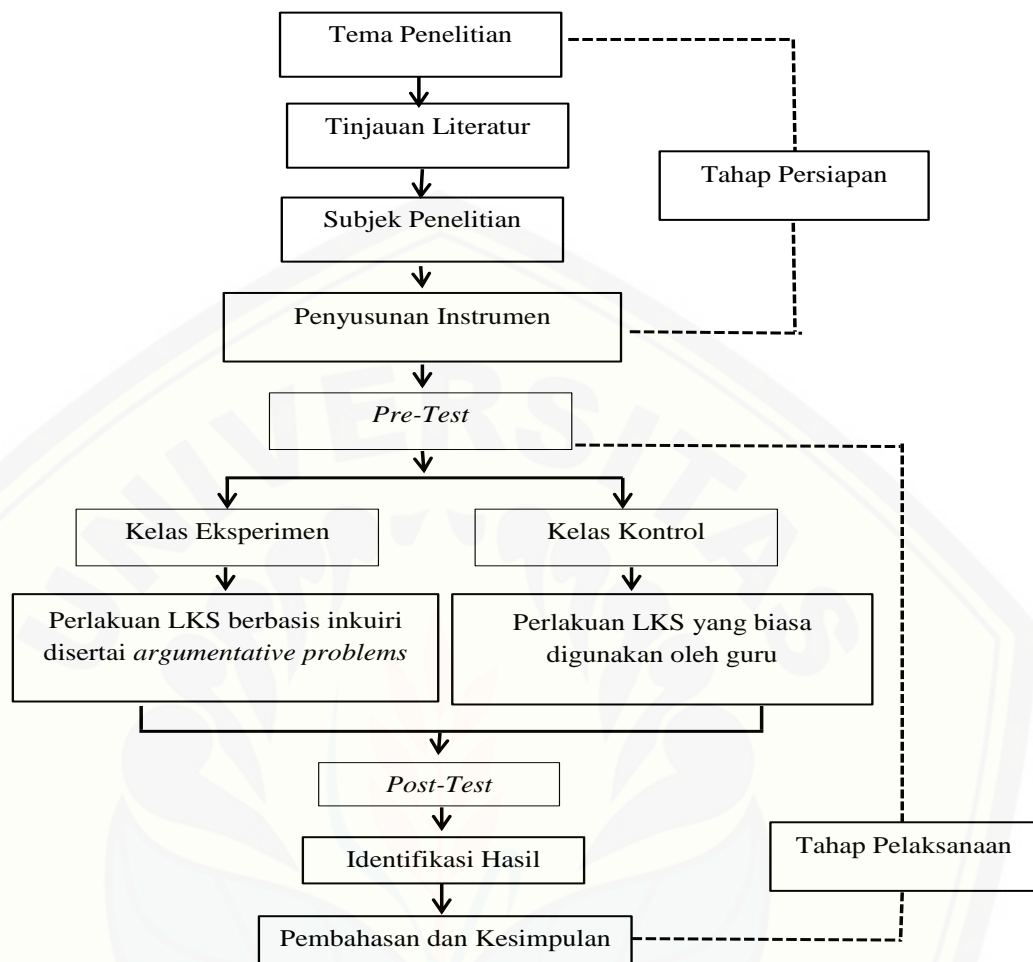 Tema Penelitian
Tinjauan Literatur
Tahap Persiapan
Subjek Penelitian
Penyusunan Instrumen
Pre-Test
Kelas Eksperimen
Kelas Kontrol
Perlakuan LKS berbasis inkuiri
disertai argumentative problems
Perlakuan LKS yang biasa
digunakan oleh guru
Post-Test
Tahap Pelaksanaan
Identifikasi Hasil
Pembahasan dan Kesimpulan
UNIVERSITAS